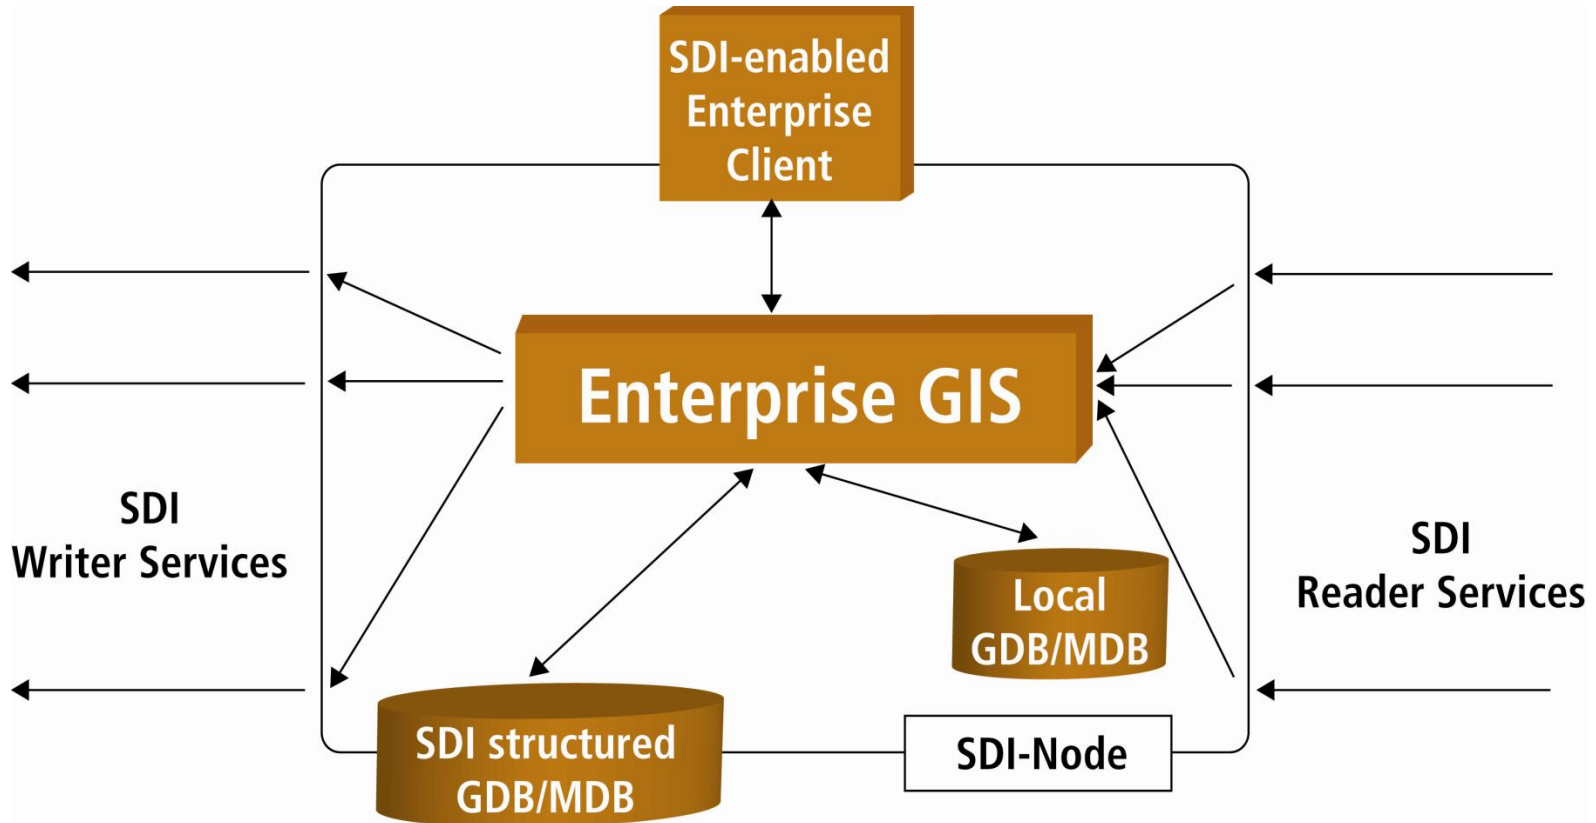 SDI-enabled
Enterprise
Client
Enterprise GIS
SDI
Writer Services
SDI
Reader Services
Local
GDB/MDB
SDI structured
GDB/MDB
SDI-Node